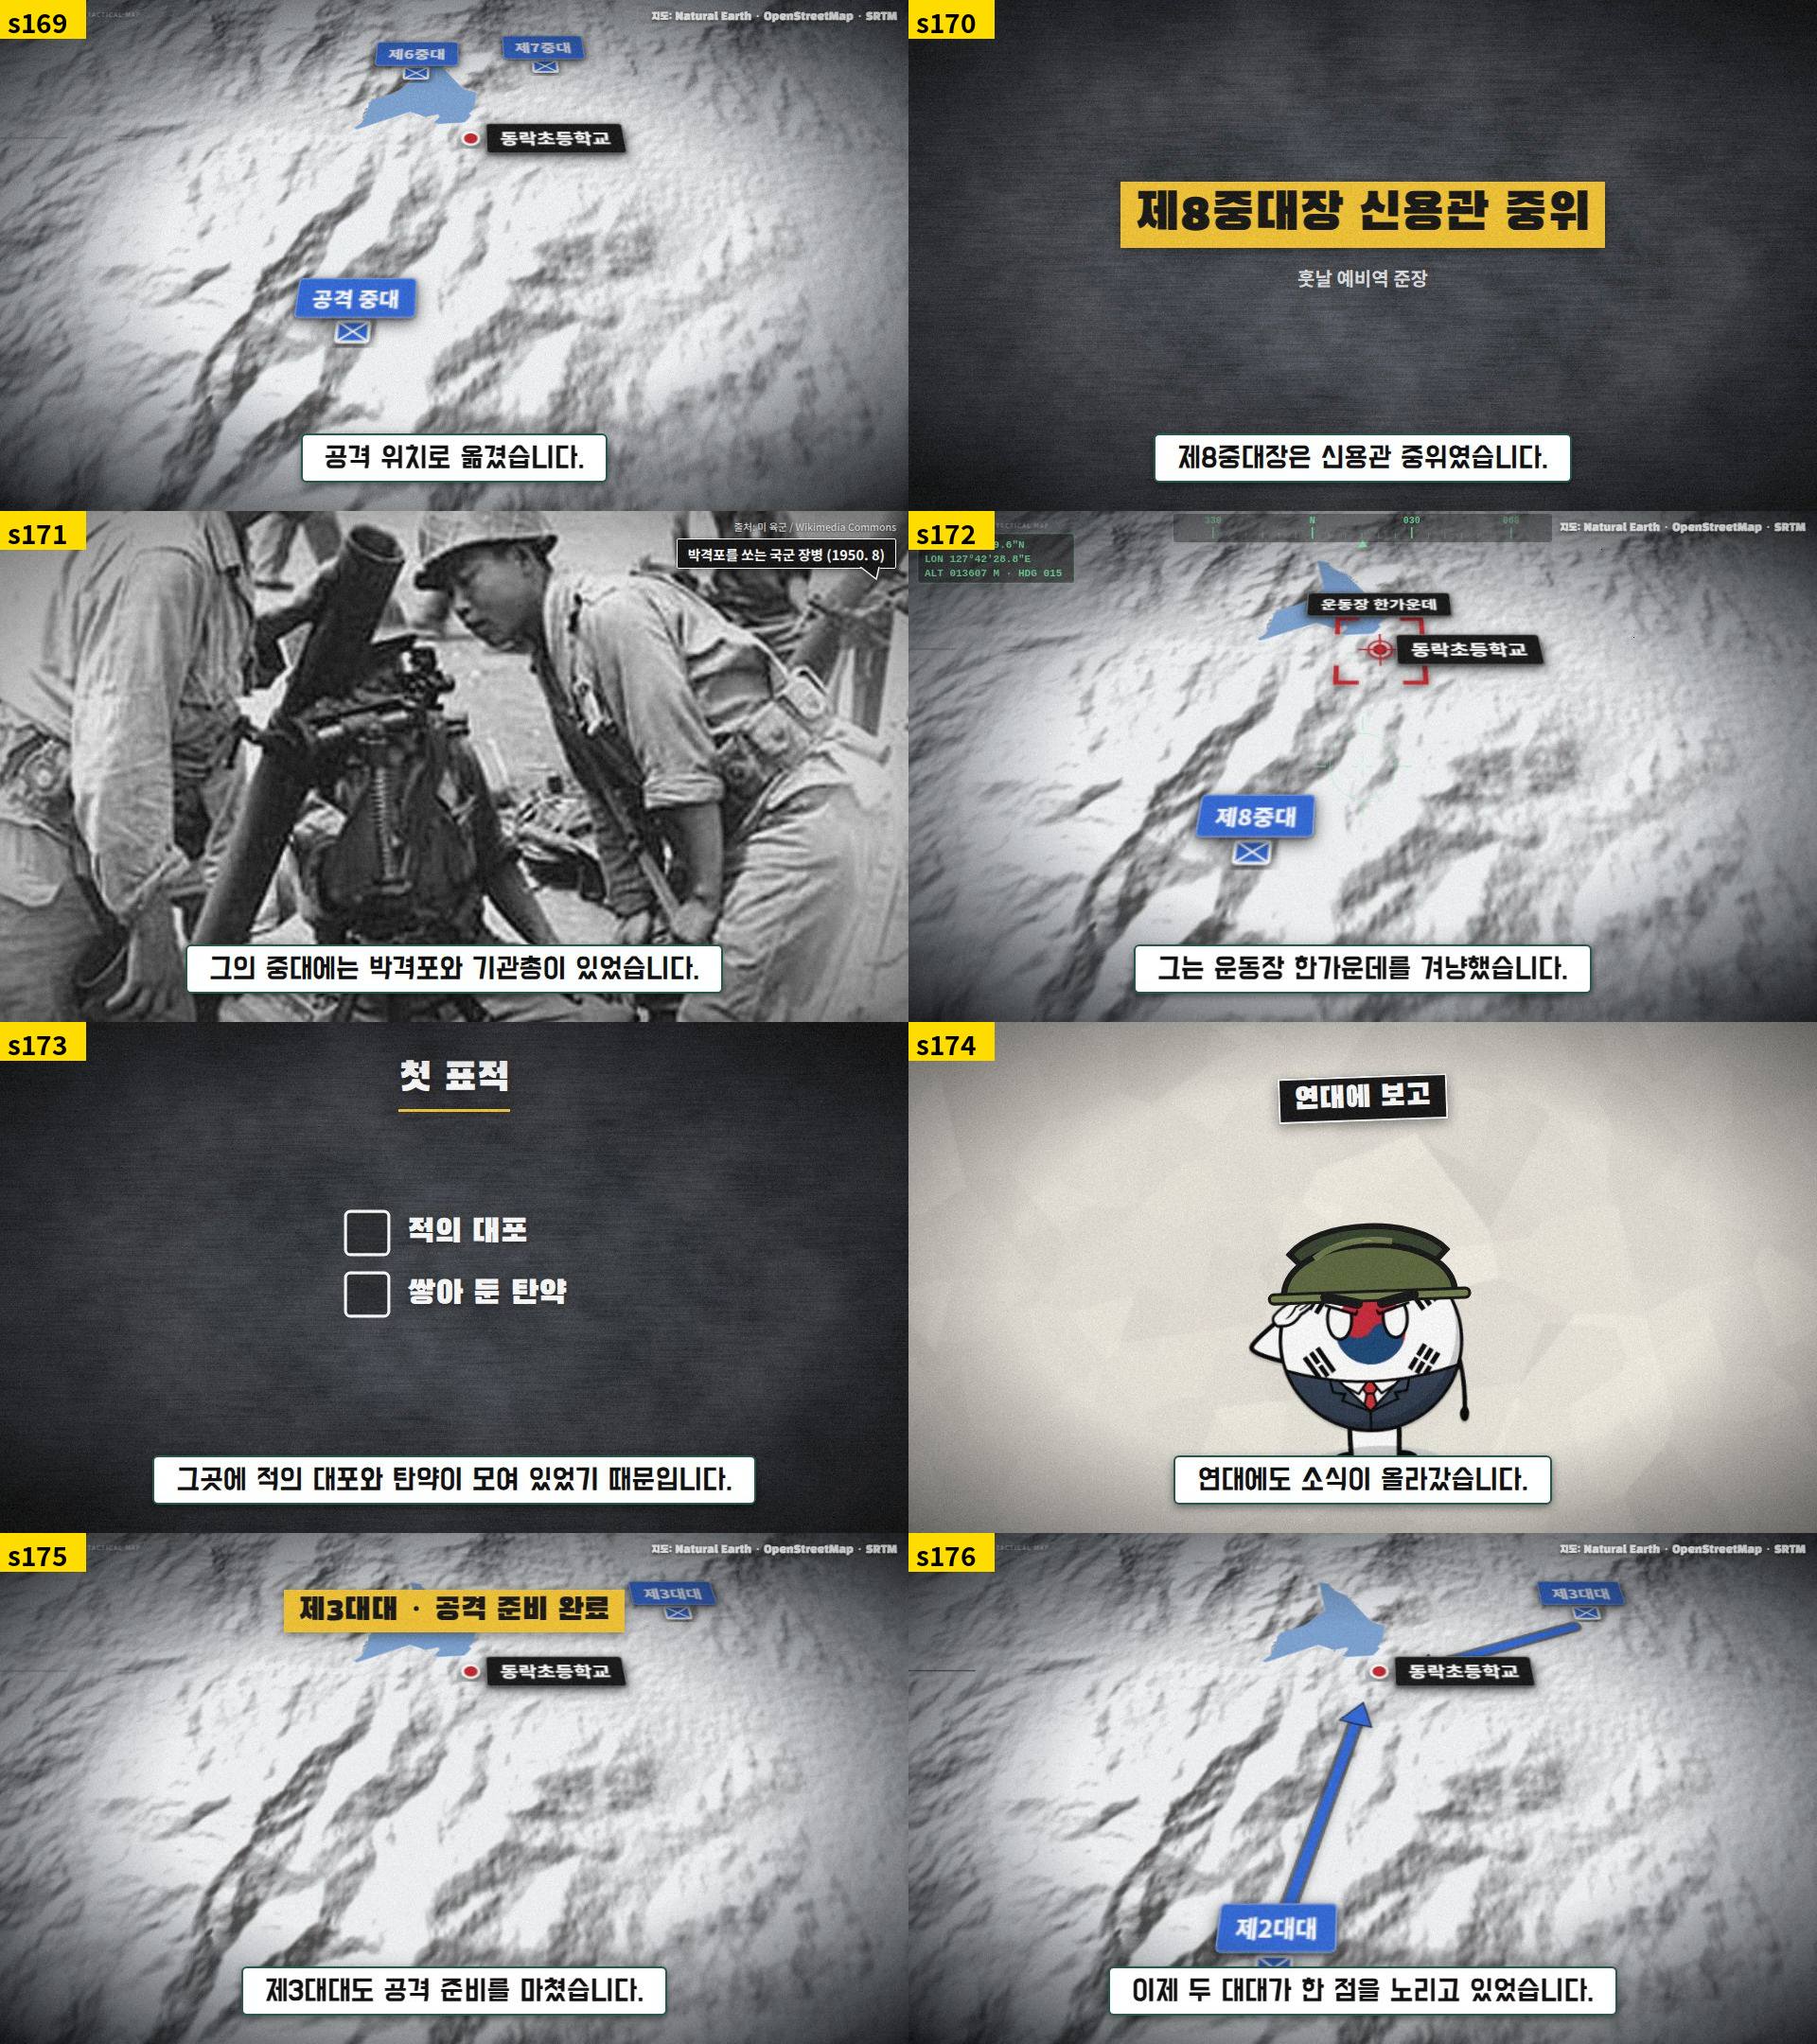 s169
TACTICAL MAP
지도: Natural Earth · OpenStreetMap · SRTM
제6중대
제7중대
동락초등학교
공격 중대
공격 위치로 옮겼습니다.
s170
제8중대장 신용관 중위
훗날 예비역 준장
제8중대장은 신용관 중위였습니다.
s171
출처: 미 육군 / Wikimedia Commons
박격포를 쏘는 국군 장병 (1950. 8)
그의 중대에는 박격포와 기관총이 있었습니다.
s172
TACTICAL MAP
330 N 030 060
지도: Natural Earth · OpenStreetMap · SRTM
9.6"N
LON 127°42'28.8"E
ALT 013607 M · HDG 015
운동장 한가운데
동락초등학교
제8중대
그는 운동장 한가운데를 겨냥했습니다.
s173
첫 표적
적의 대포
쌓아 둔 탄약
그곳에 적의 대포와 탄약이 모여 있었기 때문입니다.
s174
연대에 보고
연대에도 소식이 올라갔습니다.
s175
TACTICAL MAP
지도: Natural Earth · OpenStreetMap · SRTM
제3대대 · 공격 준비 완료
제3대대
동락초등학교
제3대대도 공격 준비를 마쳤습니다.
s176
TACTICAL MAP
지도: Natural Earth · OpenStreetMap · SRTM
제3대대
동락초등학교
제2대대
이제 두 대대가 한 점을 노리고 있었습니다.